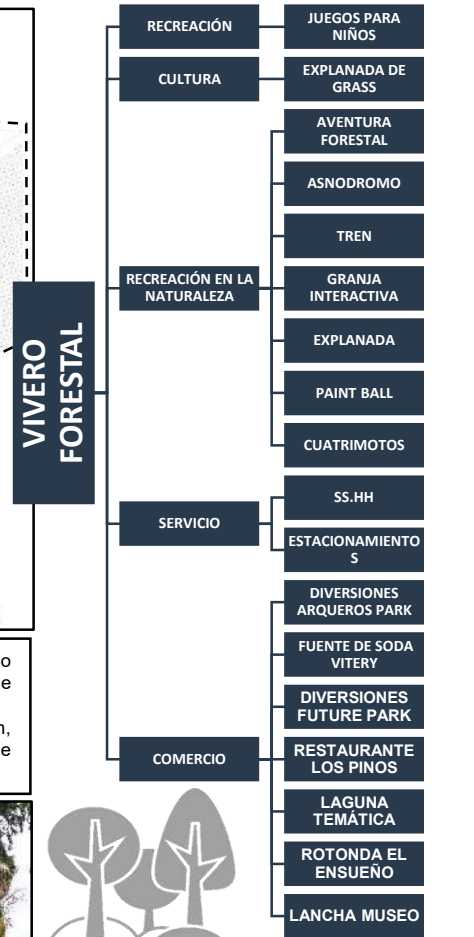 VIVERO
FORESTAL
RECREACIÓN
JUEGOS PARA
NIÑOS
CULTURA
EXPLANADA DE
GRASS
RECREACIÓN EN LA
NATURALEZA
AVENTURA
FORESTAL
ASNODROMO
TREN
GRANJA
INTERACTIVA
EXPLANADA
PAINT BALL
CUATRIMOTOS
SERVICIO
SS.HH
ESTACIONAMIENTO
S
COMERCIO
DIVERSIONES
ARQUEROS PARK
FUENTE DE SODA
VITERY
DIVERSIONES
FUTURE PARK
RESTAURANTE
LOS PINOS
LAGUNA
TEMÁTICA
ROTONDA EL
ENSUEÑO
LANCHA MUSEO